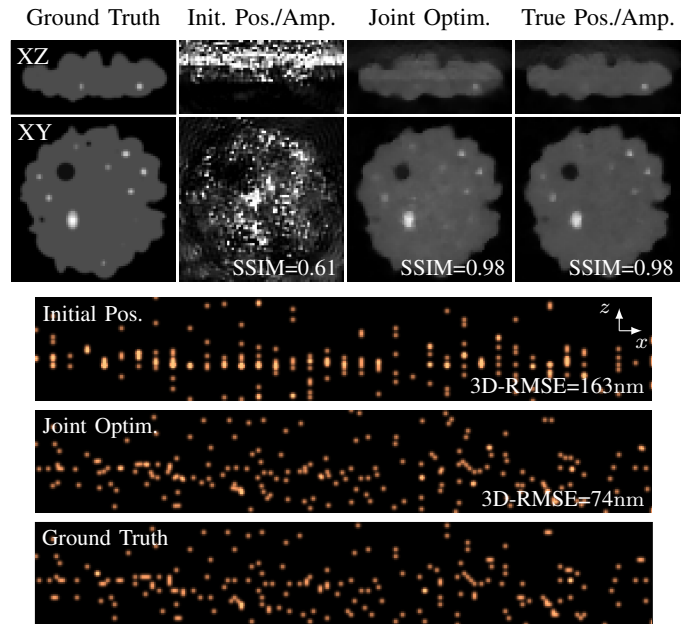 Ground Truth Init. Pos./Amp. Joint Optim. True Pos./Amp.
XZ
XY
SSIM=0.61 SSIM=0.98 SSIM=0.98
Initial Pos.
z
x
3D-RMSE=163nm
Joint Optim.
3D-RMSE=74nm
Ground Truth